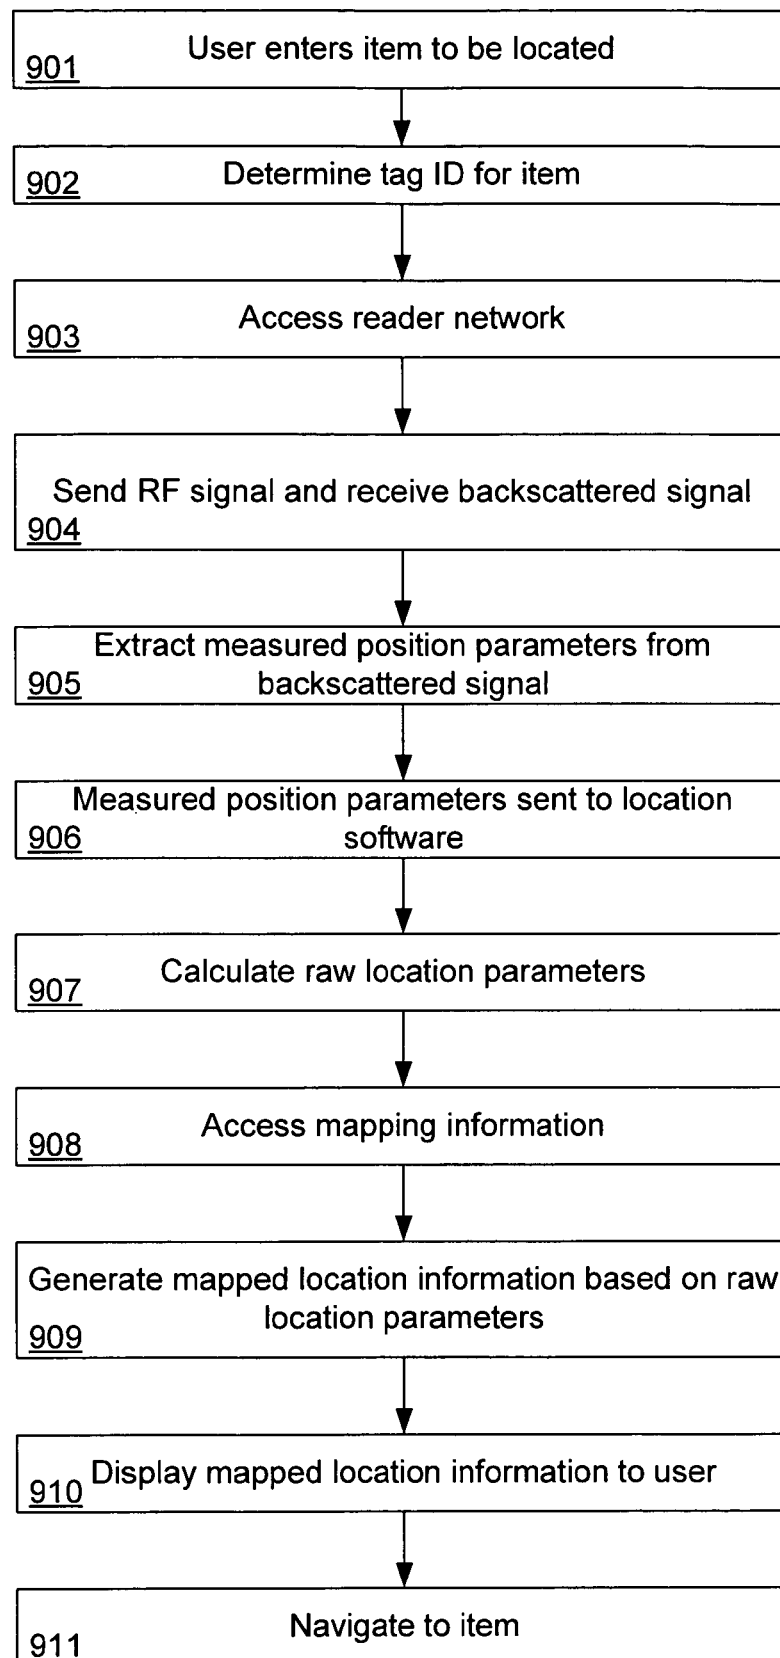 User enters item to be located
901
Determine tag ID for item
902
Access reader network
903
Send RF signal and receive backscattered signal
904
Extract measured position parameters from
backscattered signal
905
Measured position parameters sent to location
software
906
Calculate raw location parameters
907
Access mapping information
908
Generate mapped location information based on raw
location parameters
909
Display mapped location information to user
910
Navigate to item
911